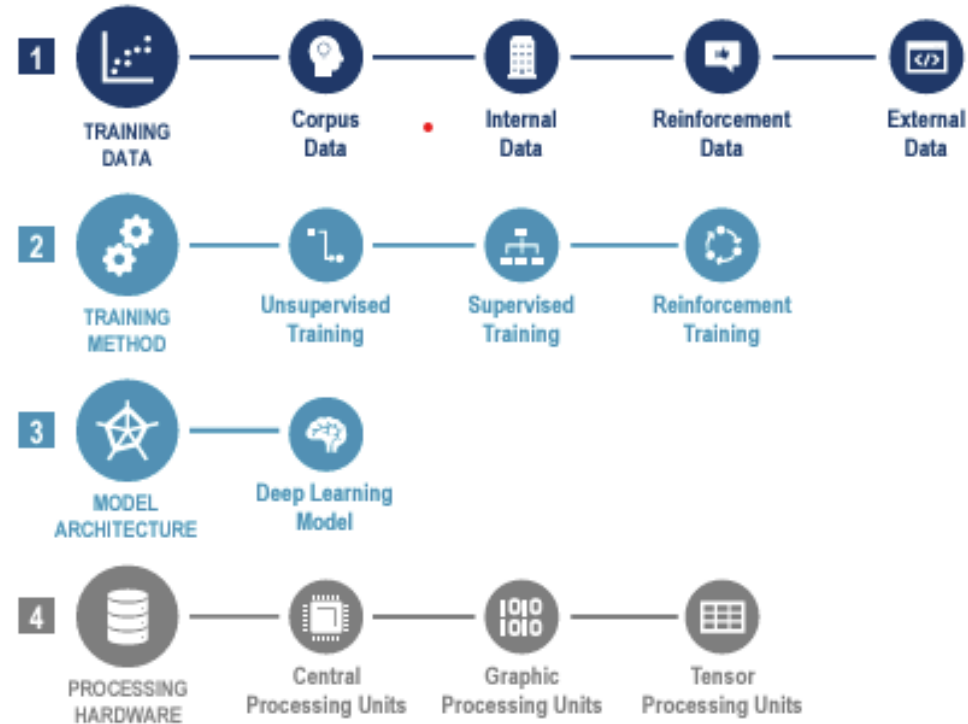 1
TRAINING
DATA
Corpus
Data
Internal
Data
Reinforcement
Data
</>
External
Data
2
TRAINING
METHOD
Unsupervised
Training
Supervised
Training
Reinforcement
Training
3
MODEL
ARCHITECTURE
Deep Learning
Model
4
PROCESSING
HARDWARE
Central
Processing Units
1010
1010
Graphic
Processing Units
Tensor
Processing Units